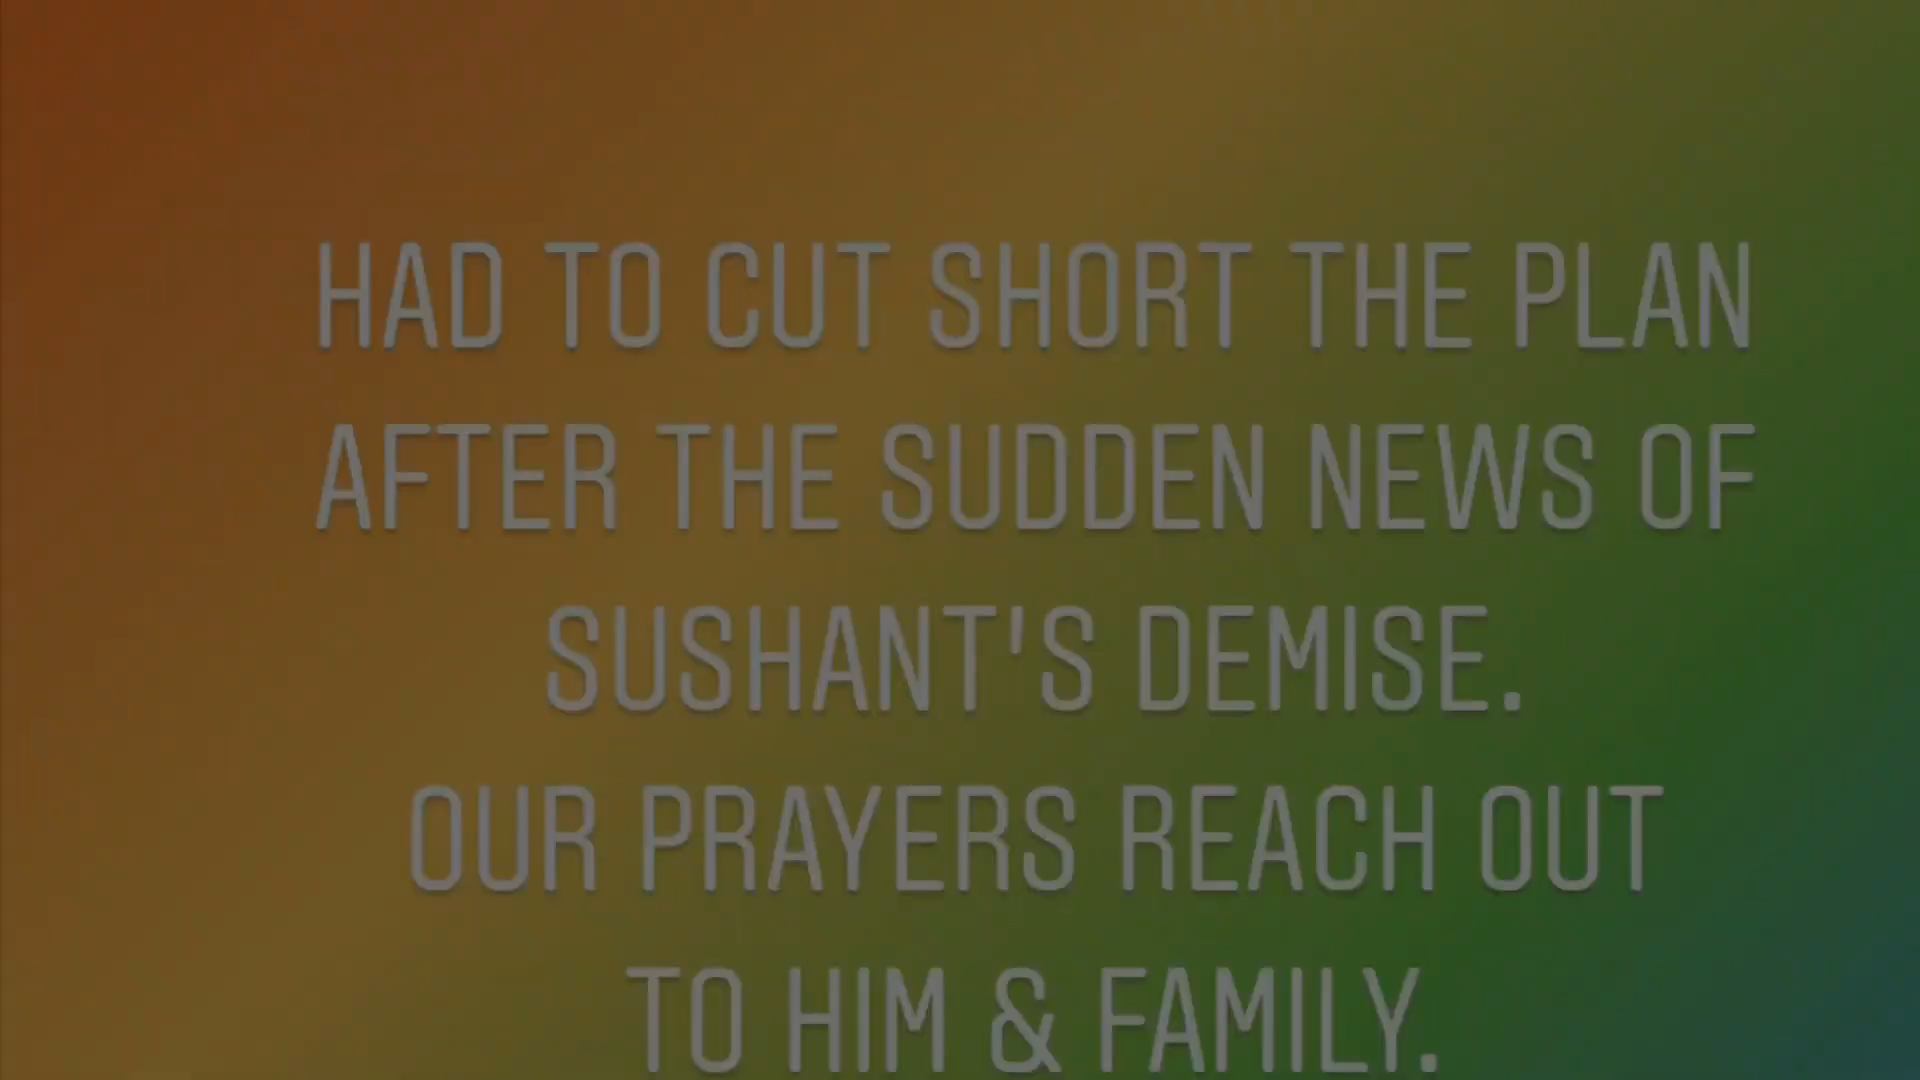 HAD TO CUT SHORT THE PLAN
AFTER THE SUDDEN NEWS OF
SUSHANT'S DEMISE.
OUR PRAYERS REACH OUT
TO HIM & FAMILY.